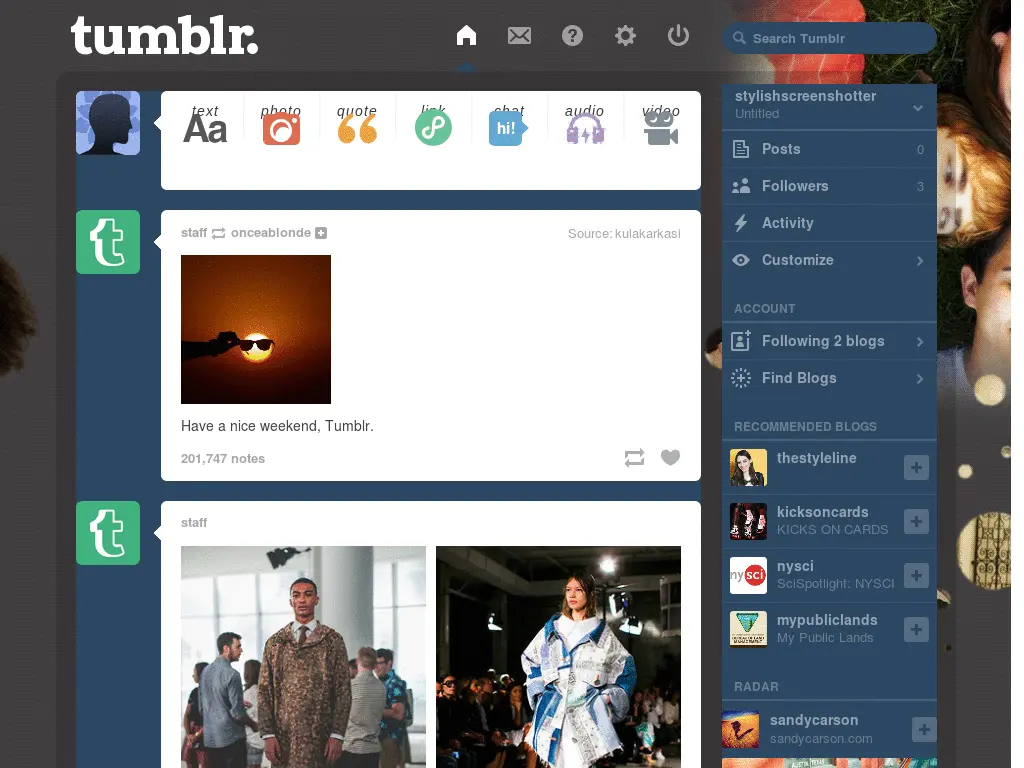 tumblr.
Search Tumblr
text photo quote link chat audio video
Aa
hi!
staff onceablonde
Source: kulakarkasi
Have a nice weekend, Tumblr.
201,747 notes
staff
stylishscreenshotter
Untitled
Posts 0
Followers 3
Activity
Customize
ACCOUNT
Following 2 blogs
Find Blogs
RECOMMENDED BLOGS
thestyleline
kicksoncards
KICKS ON CARDS
nysci
nysci
SciSpotlight: NYSCI
mypubliclands
My Public Lands
RADAR
sandycarson
sandycarson.com